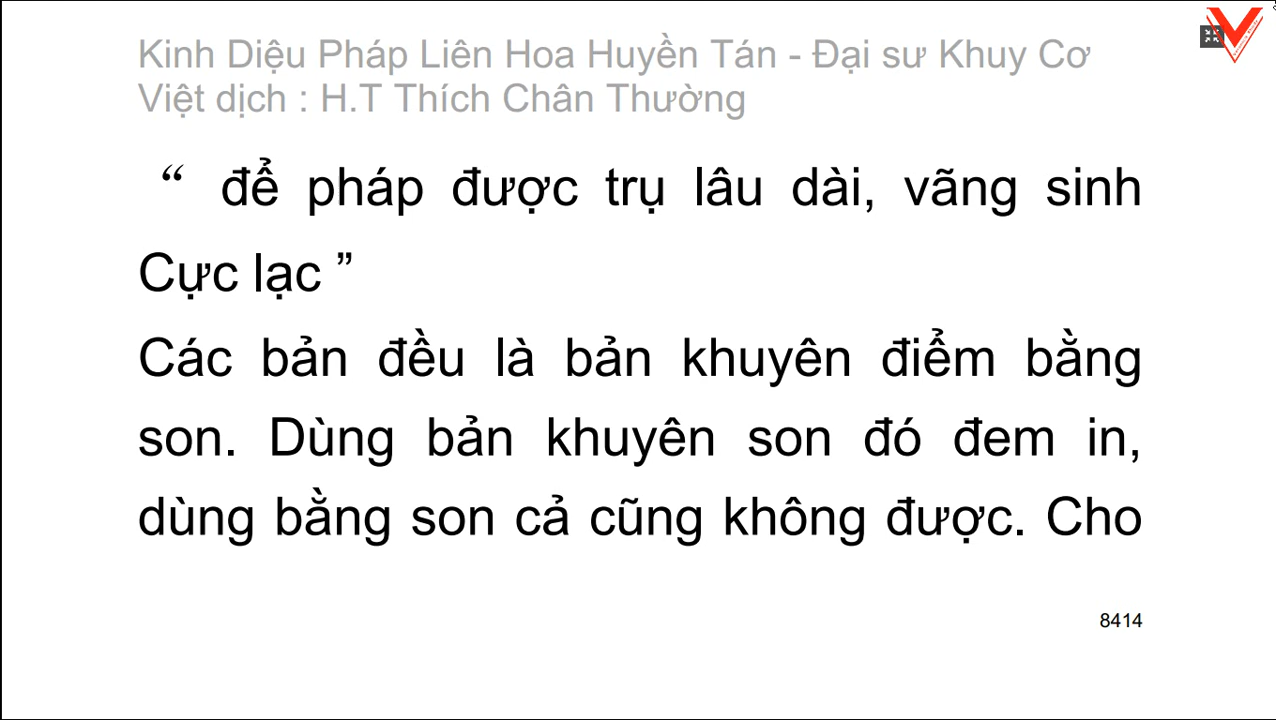 Kinh Diệu Pháp Liên Hoa Huyền Tán - Đại sư Khuy Cơ
Việt dịch : H.T Thích Chân Thường
“ để pháp được trụ lâu dài, vãng sinh
Cực lạc ”
Các bản đều là bản khuyên điểm bằng
son. Dùng bản khuyên son đó đem in,
dùng bằng son cả cũng không được. Cho
8414